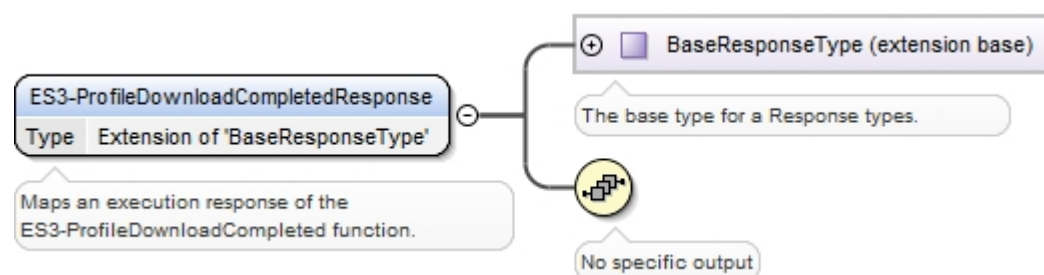 BaseResponseType (extension base)
The base type for a Response types.
ES3-ProfileDownloadCompletedResponse
Type Extension of 'BaseResponseType'
Maps an execution response of the
ES3-ProfileDownloadCompleted function.
No specific output